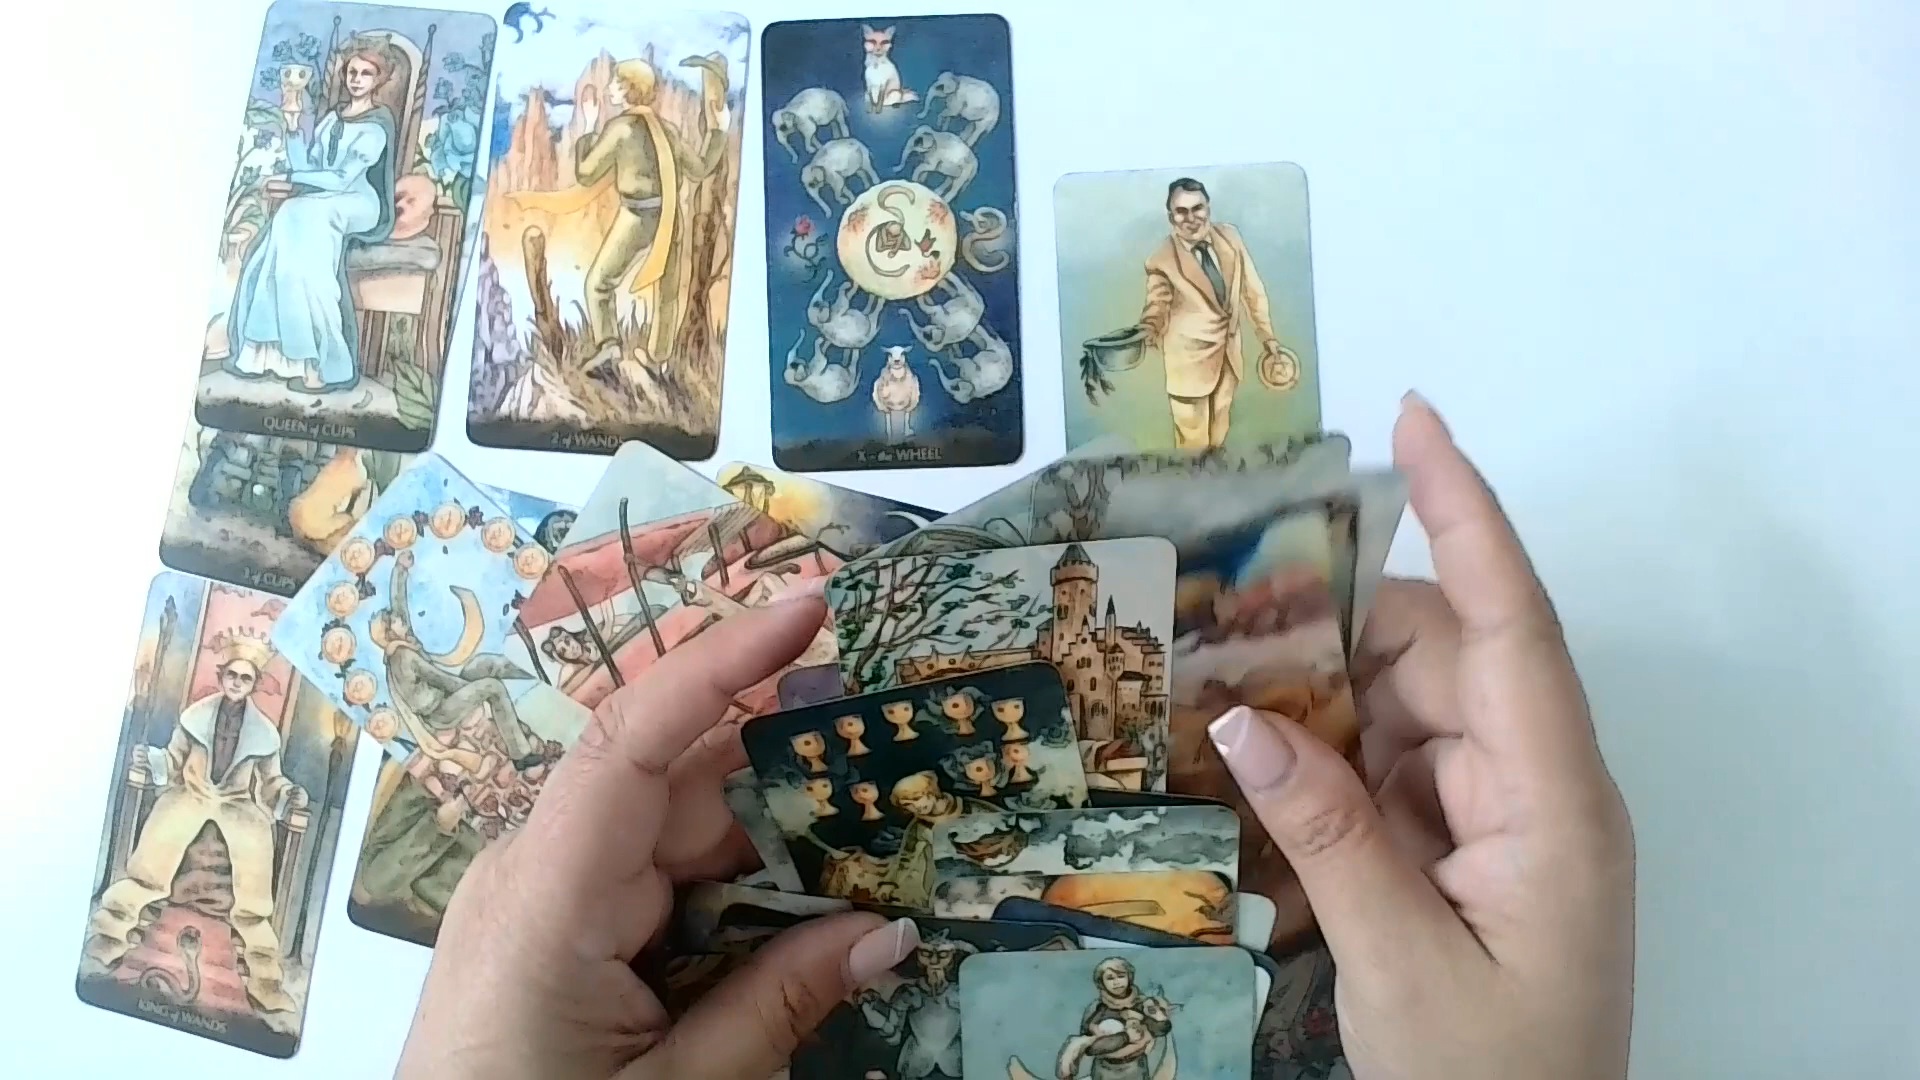 QUEEN of CUPS
2 of WANDS
X - the WHEEL
3 of CUPS
KING of WANDS